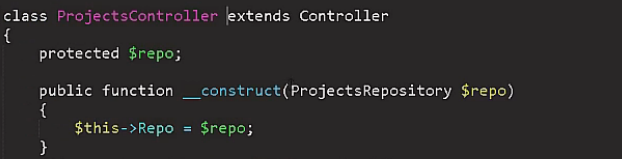 class ProjectsController extends Controller
{
    protected $repo;

    public function __construct(ProjectsRepository $repo)
    {
        $this->Repo = $repo;
    }